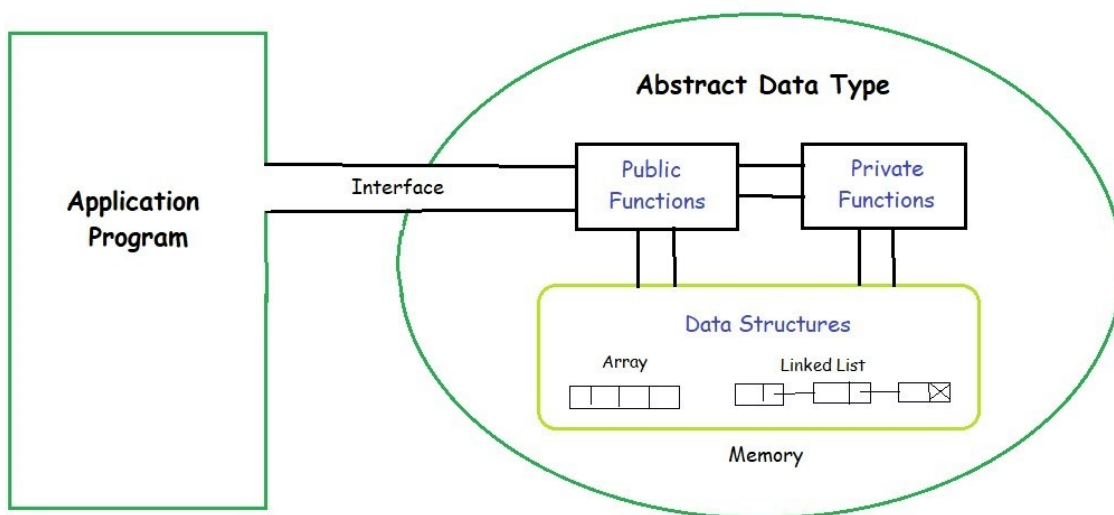 Abstract Data Type
Application
Program
Interface
Public
Functions
Private
Functions
Data Structures
Array
Linked List
Memory